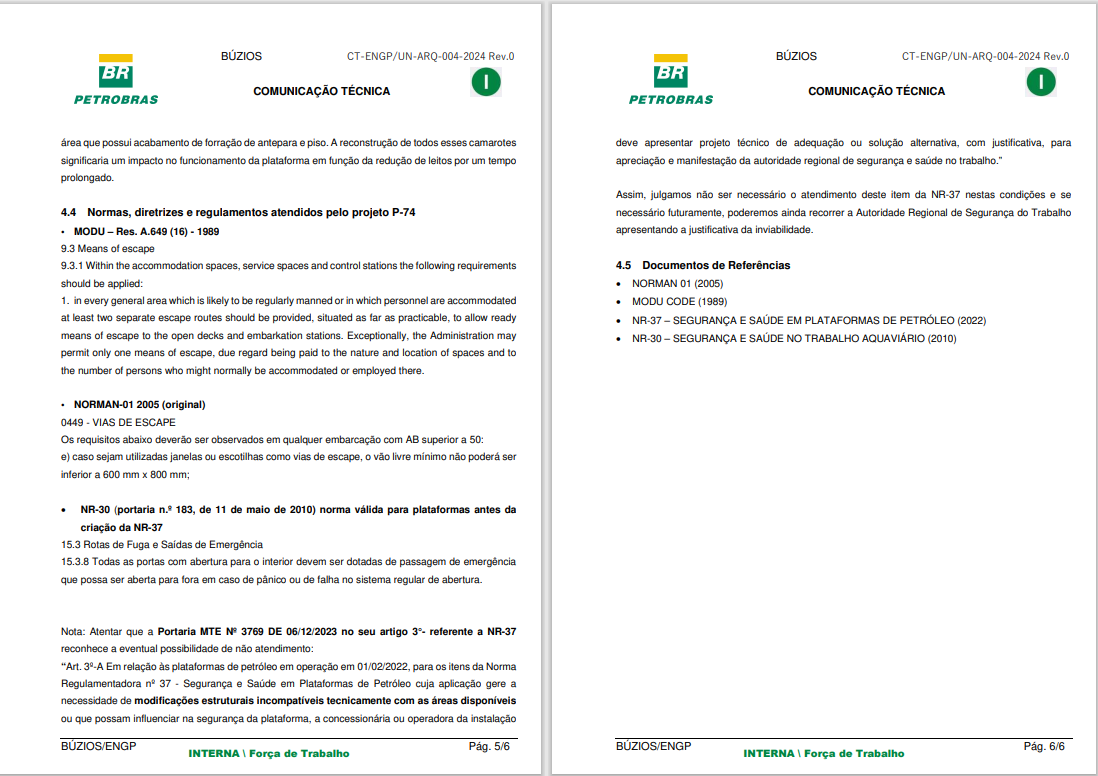 BÚZIOS
CT-ENGP/UN-ARQ-004-2024 Rev.0
BR
PETROBRAS
COMUNICAÇÃO TÉCNICA
I
área que possui acabamento de forração de antepara e piso. A reconstrução de todos esses camarotes
significaria um impacto no funcionamento da plataforma em função da redução de leitos por um tempo
prolongado.
4.4 Normas, diretrizes e regulamentos atendidos pelo projeto P-74
• MODU – Res. A.649 (16) - 1989
9.3 Means of escape
9.3.1 Within the accommodation spaces, service spaces and control stations the following requirements
should be applied:
1. in every general area which is likely to be regularly manned or in which personnel are accommodated
at least two separate escape routes should be provided, situated as far as practicable, to allow ready
means of escape to the open decks and embarkation stations. Exceptionally, the Administration may
permit only one means of escape, due regard being paid to the nature and location of spaces and to
the number of persons who might normally be accommodated or employed there.
• NORMAN-01 2005 (original)
0449 - VIAS DE ESCAPE
Os requisitos abaixo deverão ser observados em qualquer embarcação com AB superior a 50:
e) caso sejam utilizadas janelas ou escotilhas como vias de escape, o vão livre mínimo não poderá ser
inferior a 600 mm x 800 mm;
• NR-30 (portaria n.º 183, de 11 de maio de 2010) norma válida para plataformas antes da
criação da NR-37
15.3 Rotas de Fuga e Saídas de Emergência
15.3.8 Todas as portas com abertura para o interior devem ser dotadas de passagem de emergência
que possa ser aberta para fora em caso de pânico ou de falha no sistema regular de abertura.
Nota: Atentar que a Portaria MTE Nº 3769 DE 06/12/2023 no seu artigo 3°- referente a NR-37
reconhece a eventual possibilidade de não atendimento:
“Art. 3º-A Em relação às plataformas de petróleo em operação em 01/02/2022, para os itens da Norma
Regulamentadora nº 37 - Segurança e Saúde em Plataformas de Petróleo cuja aplicação gere a
necessidade de modificações estruturais incompatíveis tecnicamente com as áreas disponíveis
ou que possam influenciar na segurança da plataforma, a concessionária ou operadora da instalação
BÚZIOS/ENGP
INTERNA \ Força de Trabalho
Pág. 5/6
BÚZIOS
CT-ENGP/UN-ARQ-004-2024 Rev.0
BR
PETROBRAS
COMUNICAÇÃO TÉCNICA
I
deve apresentar projeto técnico de adequação ou solução alternativa, com justificativa, para
apreciação e manifestação da autoridade regional de segurança e saúde no trabalho.”
Assim, julgamos não ser necessário o atendimento deste item da NR-37 nestas condições e se
necessário futuramente, poderemos ainda recorrer a Autoridade Regional de Segurança do Trabalho
apresentando a justificativa da inviabilidade.
4.5 Documentos de Referências
• NORMAN 01 (2005)
• MODU CODE (1989)
• NR-37 – SEGURANÇA E SAÚDE EM PLATAFORMAS DE PETRÓLEO (2022)
• NR-30 – SEGURANÇA E SAÚDE NO TRABALHO AQUAVIÁRIO (2010)
BÚZIOS/ENGP
INTERNA \ Força de Trabalho
Pág. 6/6